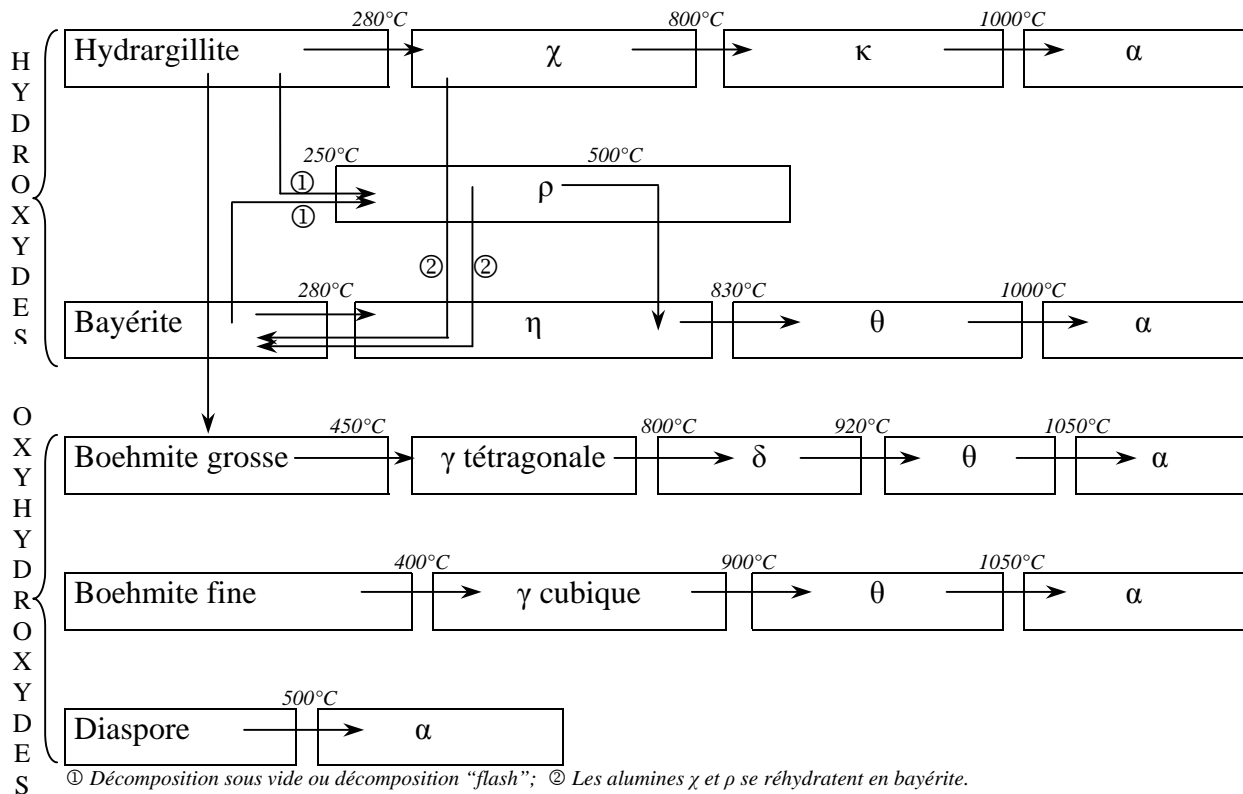 HYDROXYDES
280°C 800°C 1000°C
Hydrargillite χ κ α
250°C 500°C
① ρ
①
② ②
280°C 830°C 1000°C
Bayérite η θ α
OXYHYDROXYDES
450°C 800°C 920°C 1050°C
Boehmite grosse γ tétragonale δ θ α
400°C 900°C 1050°C
Boehmite fine γ cubique θ α
500°C
Diaspore α
① Décomposition sous vide ou décomposition “flash”; ② Les alumines χ et ρ se réhydratent en bayérite.